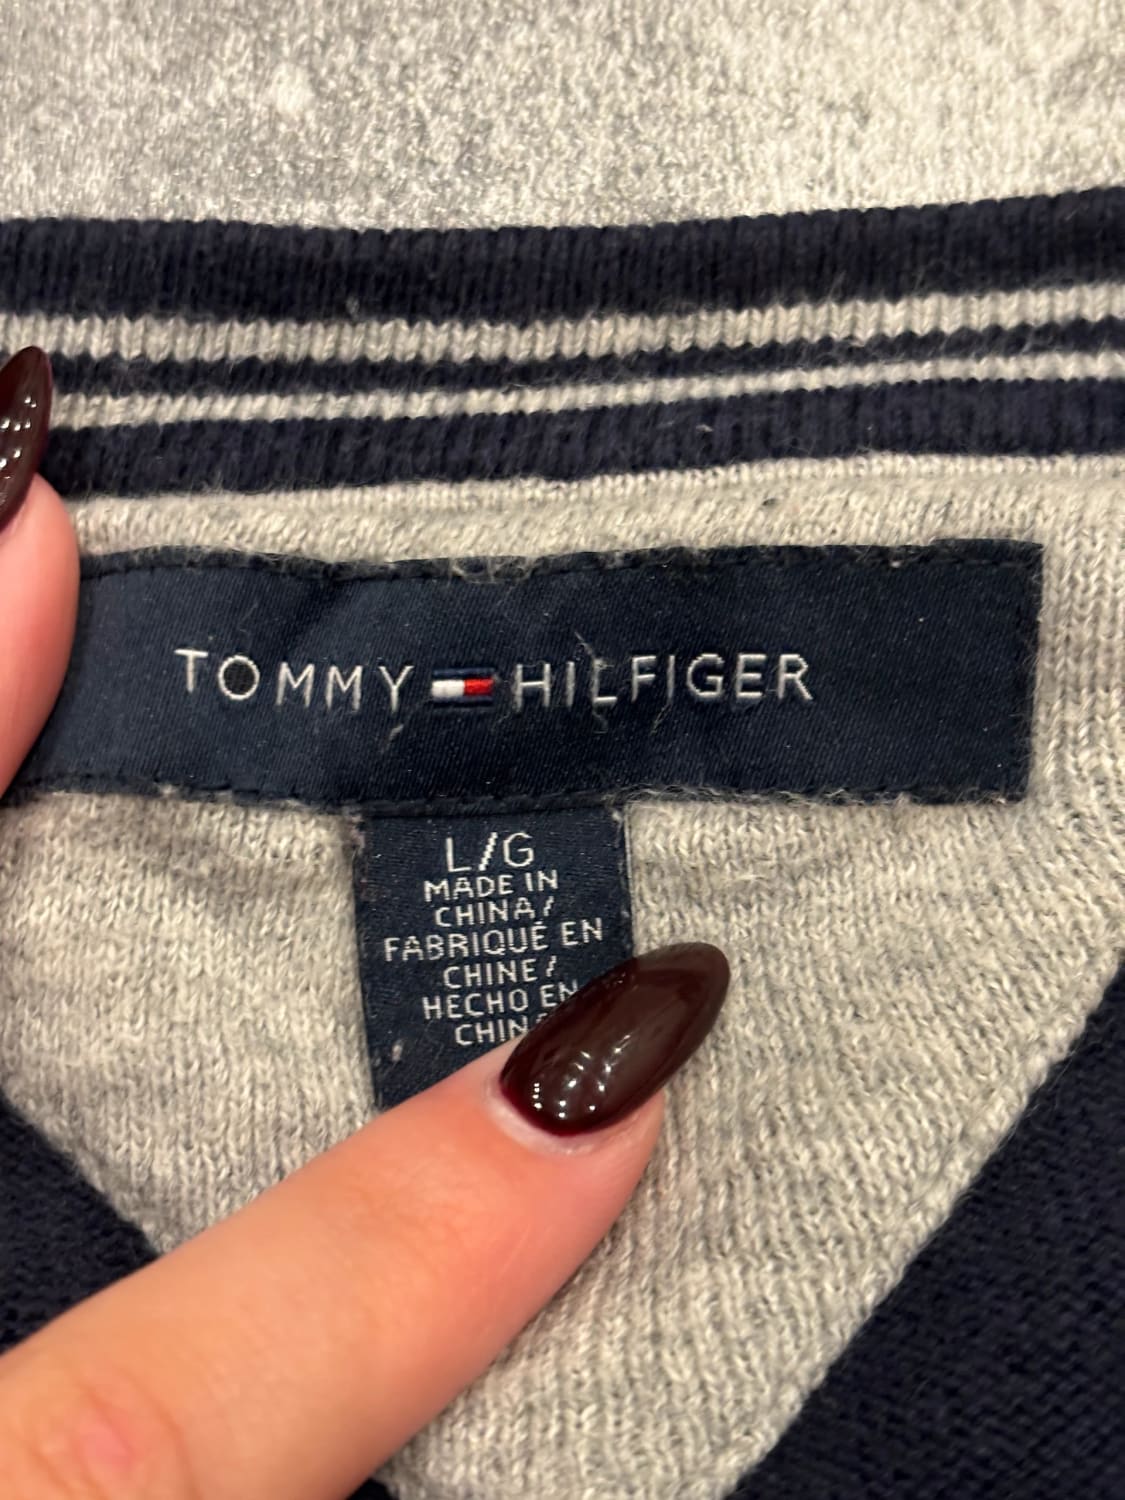 TOMMY HILFIGER
L/G
MADE IN
CHINA/
FABRIQUÉ EN
CHINE/
HECHO EN